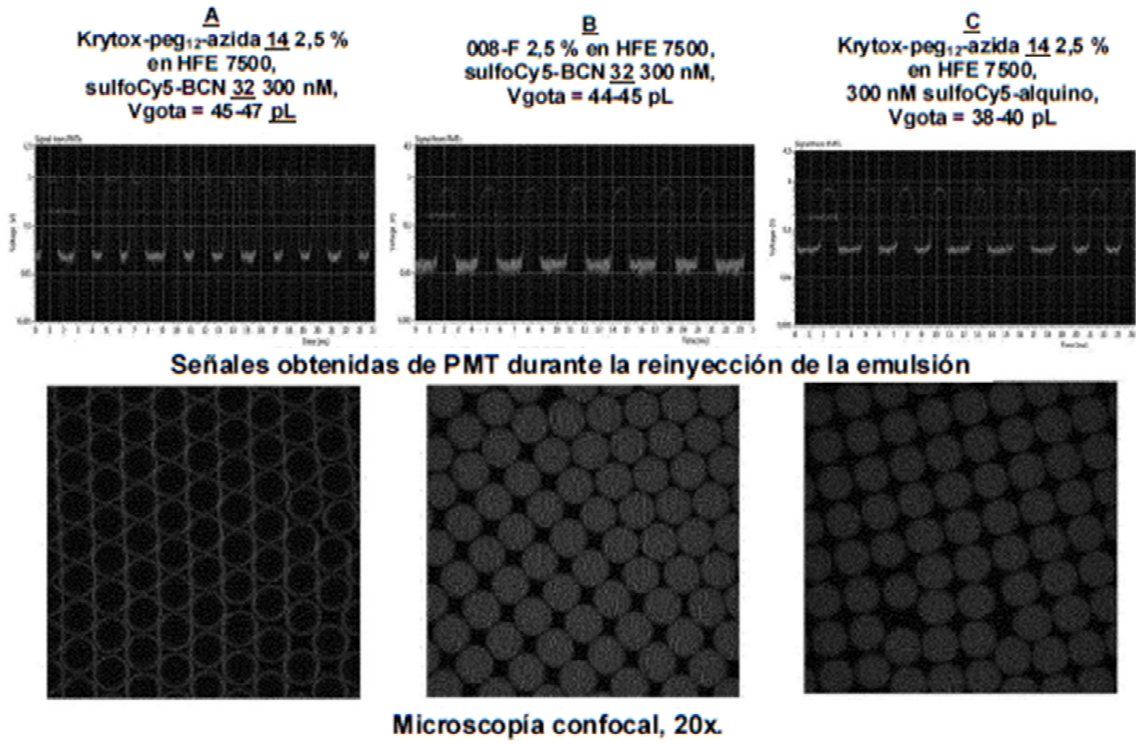 A
Krytox-peg₁₂-azida 14 2,5 %
en HFE 7500,
sulfoCy5-BCN 32 300 nM,
Vgota = 45-47 pL
B
008-F 2,5 % en HFE 7500,
sulfoCy5-BCN 32 300 nM,
Vgota = 44-45 pL
C
Krytox-peg₁₂-azida 14 2,5 %
en HFE 7500,
300 nM sulfoCy5-alquino,
Vgota = 38-40 pL
Señales obtenidas de PMT durante la reinyección de la emulsión
Microscopía confocal, 20x.